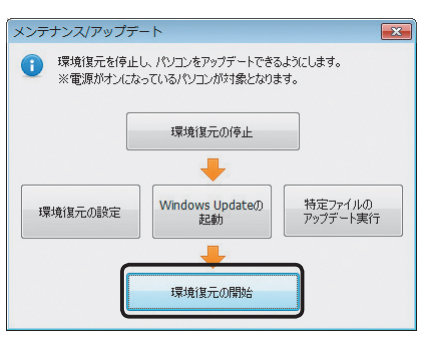 メンテナンス/アップデート
環境復元を停止し、パソコンをアップデートできるようにします。
※電源がオンになっているパソコンが対象となります。
環境復元の停止
環境復元の設定
Windows Updateの
起動
特定ファイルの
アップデート実行
環境復元の開始